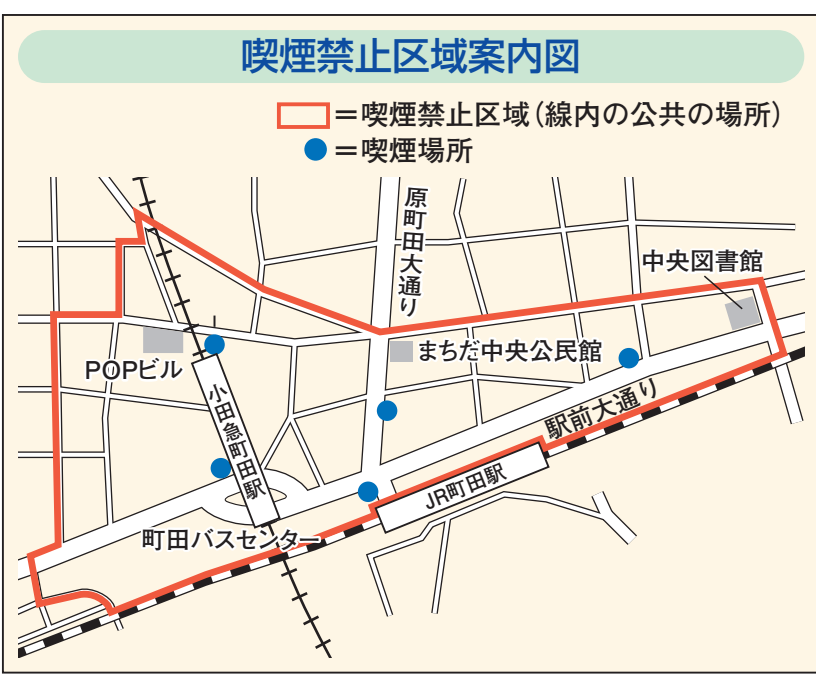 喫煙禁止区域案内図
＝喫煙禁止区域（線内の公共の場所）
＝喫煙場所
原町田大通り
中央図書館
まちだ中央公民館
POPビル
小田急町田駅
駅前大通り
JR町田駅
町田バスセンター